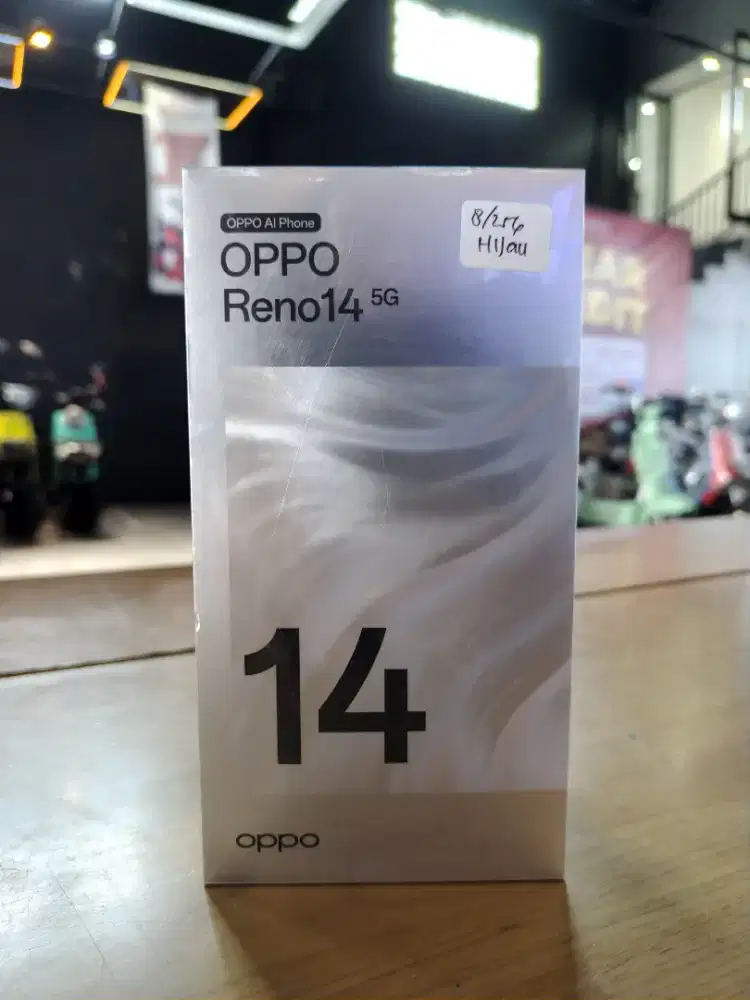 OPPO AI Phone
OPPO
Reno14 5G
8/256
Hijau
14
oppo